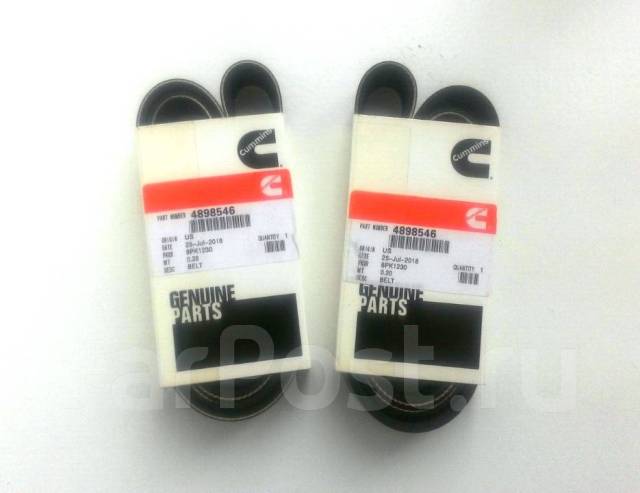 Cummins
PART NUMBER 4898546
ORIGIN US
DATE 25-Jul-2018
PROD 8PK1230
WT 0.20
DESC BELT
QUANTITY 1
GENUINE
PARTS
Cummins
PART NUMBER 4898546
ORIGIN US
DATE 25-Jul-2018
PROD 8PK1230
WT 0.20
DESC BELT
QUANTITY 1
GENUINE
PARTS
arPost.ru